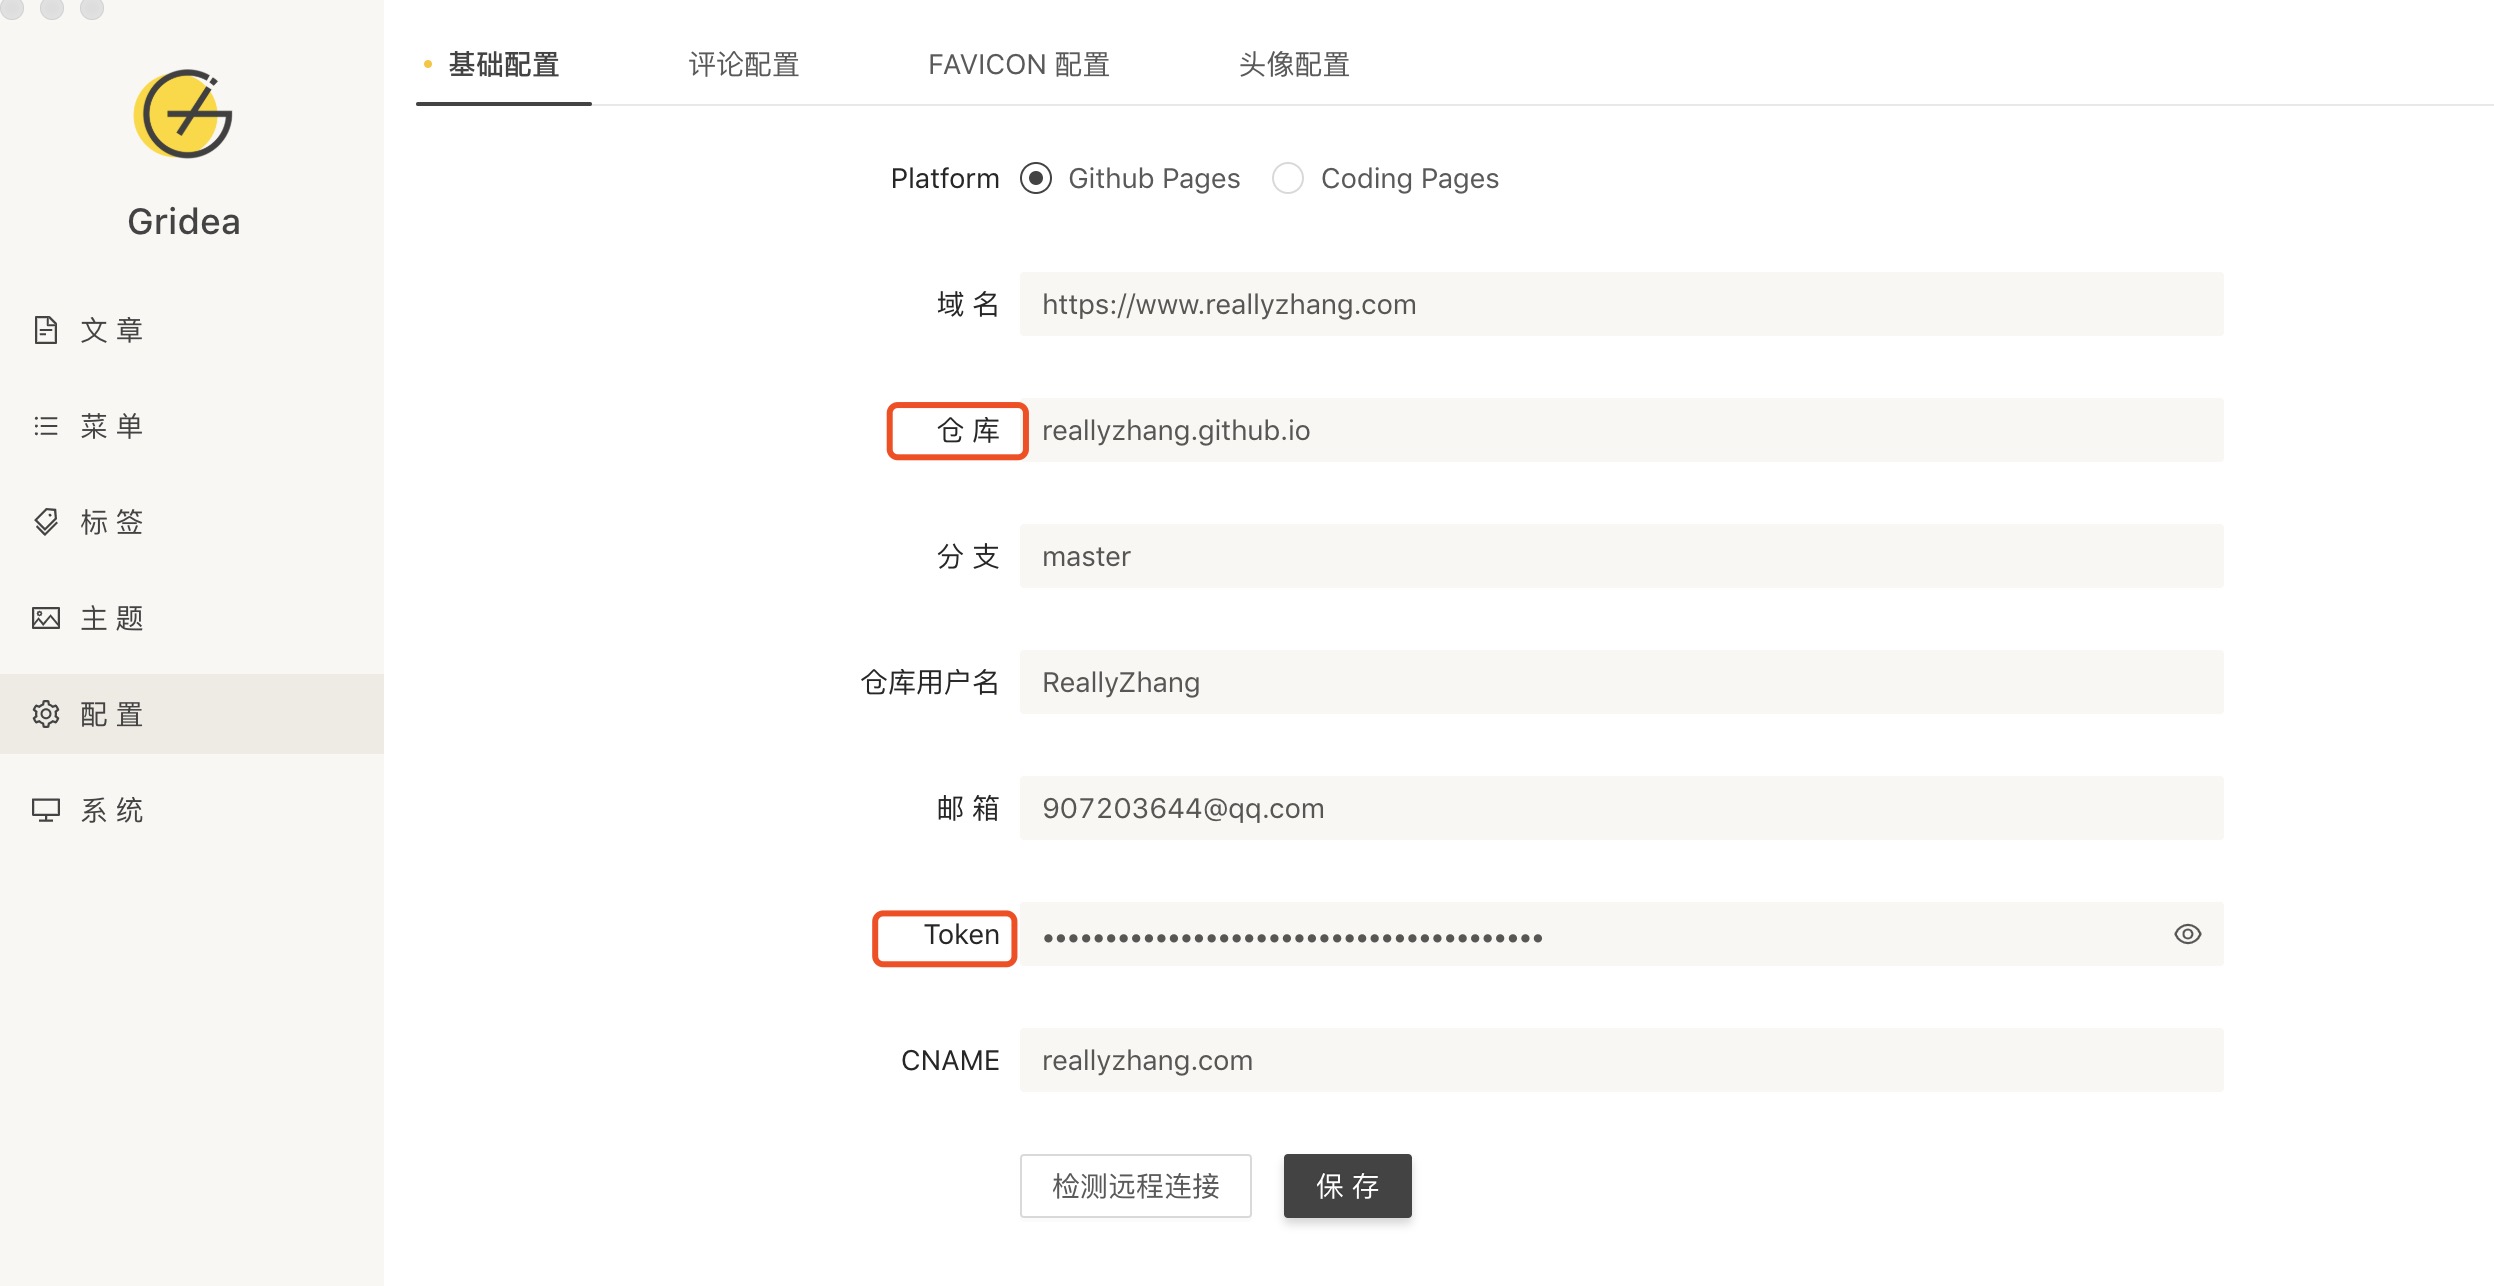 Gridea
文章
菜单
标签
主题
配置
系统
基础配置 评论配置 FAVICON 配置 头像配置
Platform Github Pages Coding Pages
域名 https://www.reallyzhang.com
仓库 reallyzhang.github.io
分支 master
仓库用户名 ReallyZhang
邮箱 907203644@qq.com
Token ••••••••••••••••••••••••••••••••••••••••
CNAME reallyzhang.com
检测远程连接 保存